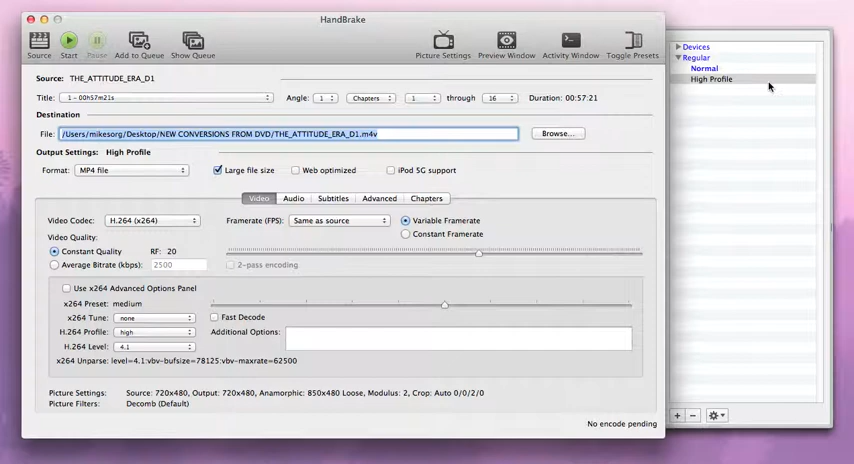 HandBrake
Source Start Pause Add to Queue Show Queue Picture Settings Preview Window Activity Window Toggle Presets
Source: THE_ATTITUDE_ERA_D1
Title: 1 - 00h57m21s Angle: 1 Chapters 1 through 16 Duration: 00:57:21
Destination
File: /Users/mikesorg/Desktop/NEW CONVERSIONS FROM DVD/THE_ATTITUDE_ERA_D1.m4v Browse...
Output Settings: High Profile
Format: MP4 file Large file size Web optimized iPod 5G support
Video Audio Subtitles Advanced Chapters
Video Codec: H.264 (x264) Framerate (FPS): Same as source Variable Framerate
Constant Framerate
Video Quality:
Constant Quality RF: 20
Average Bitrate (kbps): 2500 2-pass encoding
Use x264 Advanced Options Panel
x264 Preset: medium
x264 Tune: none Fast Decode
H.264 Profile: high Additional Options:
H.264 Level: 4.1
x264 Unparse: level=4.1:vbv-bufsize=78125:vbv-maxrate=62500
Picture Settings: Source: 720x480, Output: 720x480, Anamorphic: 850x480 Loose, Modulus: 2, Crop: Auto 0/0/2/0
Picture Filters: Decomb (Default)
No encode pending
Devices
Regular
Normal
High Profile